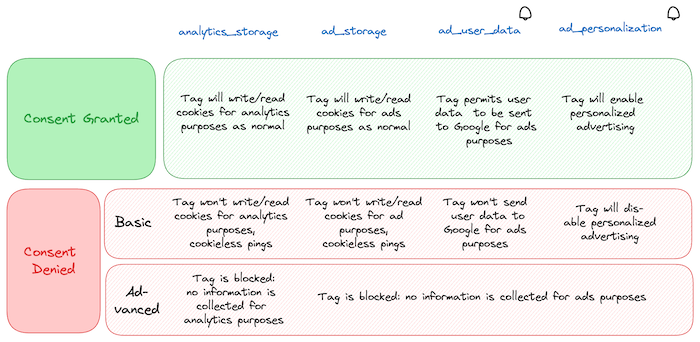 analytics_storage
ad_storage
ad_user_data
ad_personalization
Consent Granted
Tag will write/read
cookies for analytics
purposes as normal
Tag will write/read
cookies for ads
purposes as normal
Tag permits user
data to be sent
to Google for ads
purposes
Tag will enable
personalized
advertising
Consent
Denied
Basic
Tag won't write/read
cookies for analytics
purposes;
cookieless pings
Tag won't write/read
cookies for ad
purposes;
cookieless pings
Tag won't send
user data to
Google for ads
purposes
Tag will dis-
able personalized
advertising
Ad-
vanced
Tag is blocked:
no information is
collected for
analytics purposes
Tag is blocked: no information is collected for ads purposes